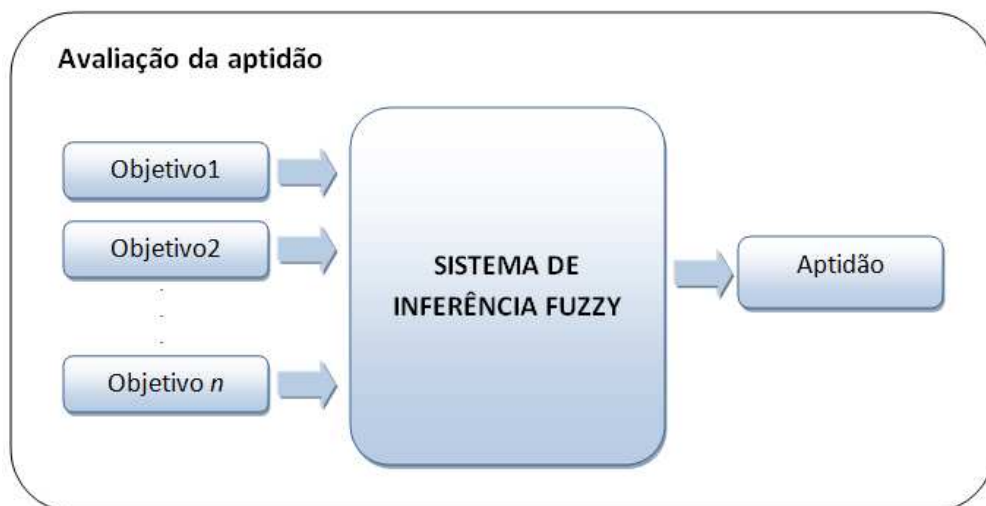 Avaliação da aptidão
Objetivo1
Objetivo2
Objetivo n
SISTEMA DE
INFERÊNCIA FUZZY
Aptidão